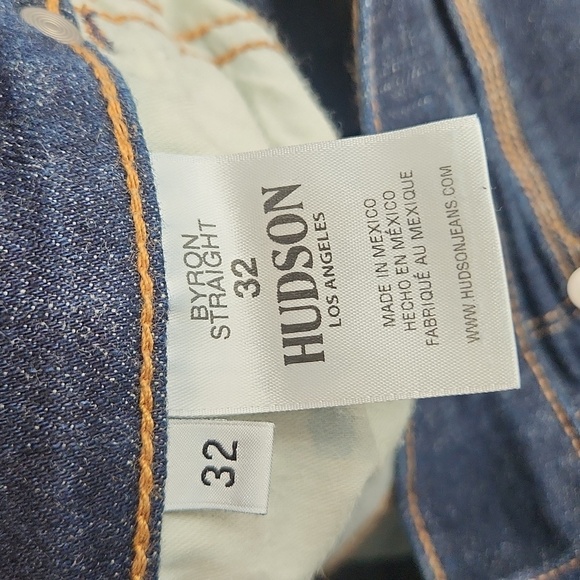 BYRON
STRAIGHT
32
HUDSON
LOS ANGELES
MADE IN MEXICO
HECHO EN MÉXICO
FABRIQUÉ AU MEXIQUE
WWW.HUDSONJEANS.COM
32